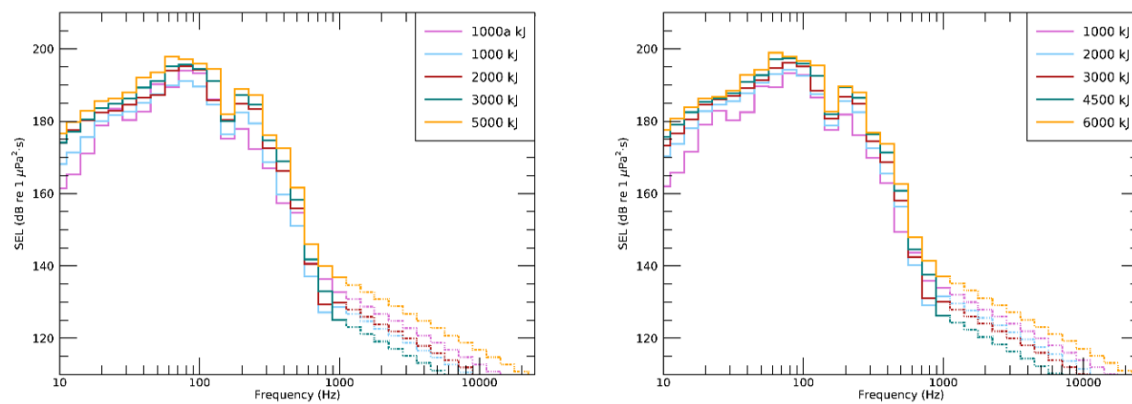 200
180
160
140
120
SEL (dB re 1 µPa²·s)
10
100
1000
10000
Frequency (Hz)
1000a kJ
1000 kJ
2000 kJ
3000 kJ
5000 kJ
200
180
160
140
120
SEL (dB re 1 µPa²·s)
10
100
1000
10000
Frequency (Hz)
1000 kJ
2000 kJ
3000 kJ
4500 kJ
6000 kJ